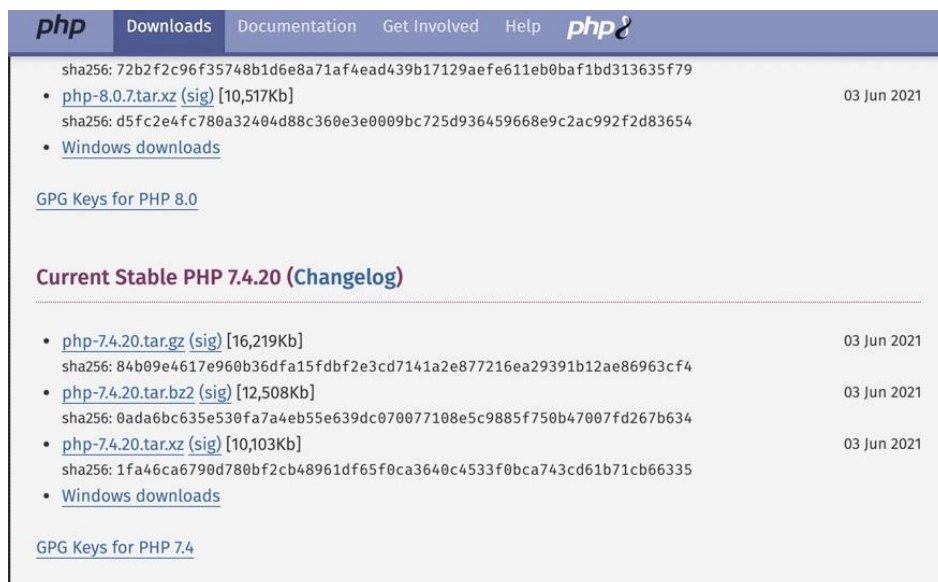 php Downloads Documentation Get Involved Help php8
sha256: 72b2f2c96f35748b1d6e8a71af4ead439b17129aefe611eb0baf1bd313635f79
• php-8.0.7.tar.xz (sig) [10,517Kb] 03 Jun 2021
sha256: d5fc2e4fc780a32404d88c360e3e0009bc725d936459668e9c2ac992f2d83654
• Windows downloads
GPG Keys for PHP 8.0
Current Stable PHP 7.4.20 (Changelog)
• php-7.4.20.tar.gz (sig) [16,219Kb] 03 Jun 2021
sha256: 84b09e4617e960b36dfa15fdbf2e3cd7141a2e877216ea29391b12ae86963cf4
• php-7.4.20.tar.bz2 (sig) [12,508Kb] 03 Jun 2021
sha256: 0ada6bc635e530fa7a4eb55e639dc070077108e5c9885f750b47007fd267b634
• php-7.4.20.tar.xz (sig) [10,103Kb] 03 Jun 2021
sha256: 1fa46ca6790d780bf2cb48961df65f0ca3640c4533f0bca743cd61b71cb66335
• Windows downloads
GPG Keys for PHP 7.4